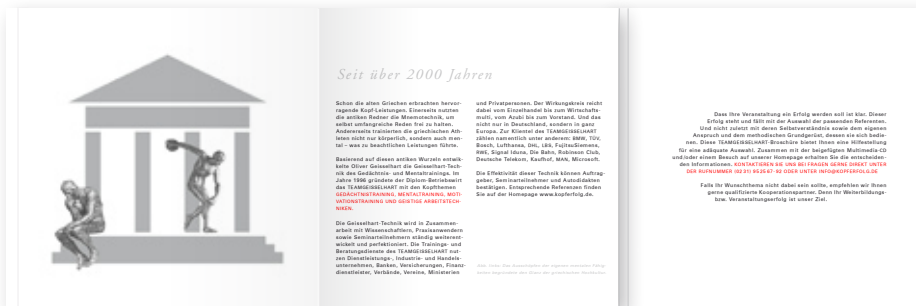 Seit über 2000 Jahren
Schon die alten Griechen erbrachten hervor-
ragende Kopf-Leistungen. Einerseits nutzten
die antiken Redner die Mnemotechnik, um
selbst umfangreiche Reden frei zu halten.
Andererseits trainierten die griechischen Ath-
leten nicht nur körperlich, sondern auch men-
tal – was zu beachtlichen Leistungen führte.
Basierend auf diesen antiken Wurzeln entwik-
kelte Oliver Geisselhart die Geisselhart-Tech-
nik des Gedächtnis- und Mentaltrainings. Im
Jahre 1996 gründete der Diplom-Betriebswirt
das TEAMGEISSELHART mit den Kopfthemen
GEDÄCHTNISTRAINING, MENTALTRAINING, MOTI-
VATIONSTRAINING UND GEISTIGE ARBEITSTECH-
NIKEN.
Die Geisselhart-Technik wird in Zusammen-
arbeit mit Wissenschaftlern, Praxisanwendern
sowie Seminarteilnehmern ständig weiterent-
wickelt und perfektioniert. Die Trainings- und
Beratungsdienste des TEAMGEISSELHART nut-
zen Dienstleistungs-, Industrie- und Handels-
unternehmen, Banken, Versicherungen, Finanz-
dienstleister, Verbände, Vereine, Ministerien
und Privatpersonen. Der Wirkungskreis reicht
dabei vom Einzelhandel bis zum Wirtschafts-
multi, vom Azubi bis zum Vorstand. Und das
nicht nur in Deutschland, sondern in ganz
Europa. Zur Klientel des TEAMGEISSELHART
zählen namentlich unter anderem: BMW, TÜV,
Bosch, Lufthansa, DHL, LBS, FujitsuSiemens,
RWE, Signal Iduna, Die Bahn, Robinson Club,
Deutsche Telekom, Kaufhof, MAN, Microsoft.
Die Effektivität dieser Technik können Auftrag-
geber, Seminarteilnehmer und Autodidakten
bestätigen. Entsprechende Referenzen finden
Sie auf der Homepage www.kopferfolg.de.
Dass Ihre Veranstaltung ein Erfolg werden soll ist klar. Dieser
Erfolg steht und fällt mit der Auswahl der passenden Referenten.
Und nicht zuletzt mit deren Selbstverständnis sowie dem eigenen
Anspruch und dem methodischen Grundgerüst, dessen sie sich bedie-
nen. Diese TEAMGEISSELHART-Broschüre bietet Ihnen eine Hilfestellung
für eine adäquate Auswahl. Zusammen mit der beigefügten Multimedia-CD
und/oder einem Besuch auf unserer Homepage erhalten Sie die entscheiden-
den Informationen. KONTAKTIEREN SIE UNS BEI FRAGEN GERNE DIREKT UNTER
DER RUFNUMMER (02 31) 95 25 67- 92 ODER UNTER INFO@KOPFERFOLG.DE
Falls Ihr Wunschthema nicht dabei sein sollte, empfehlen wir Ihnen
gerne qualifizierte Kooperationspartner. Denn Ihr Weiterbildungs-
bzw. Veranstaltungserfolg ist unser Ziel.